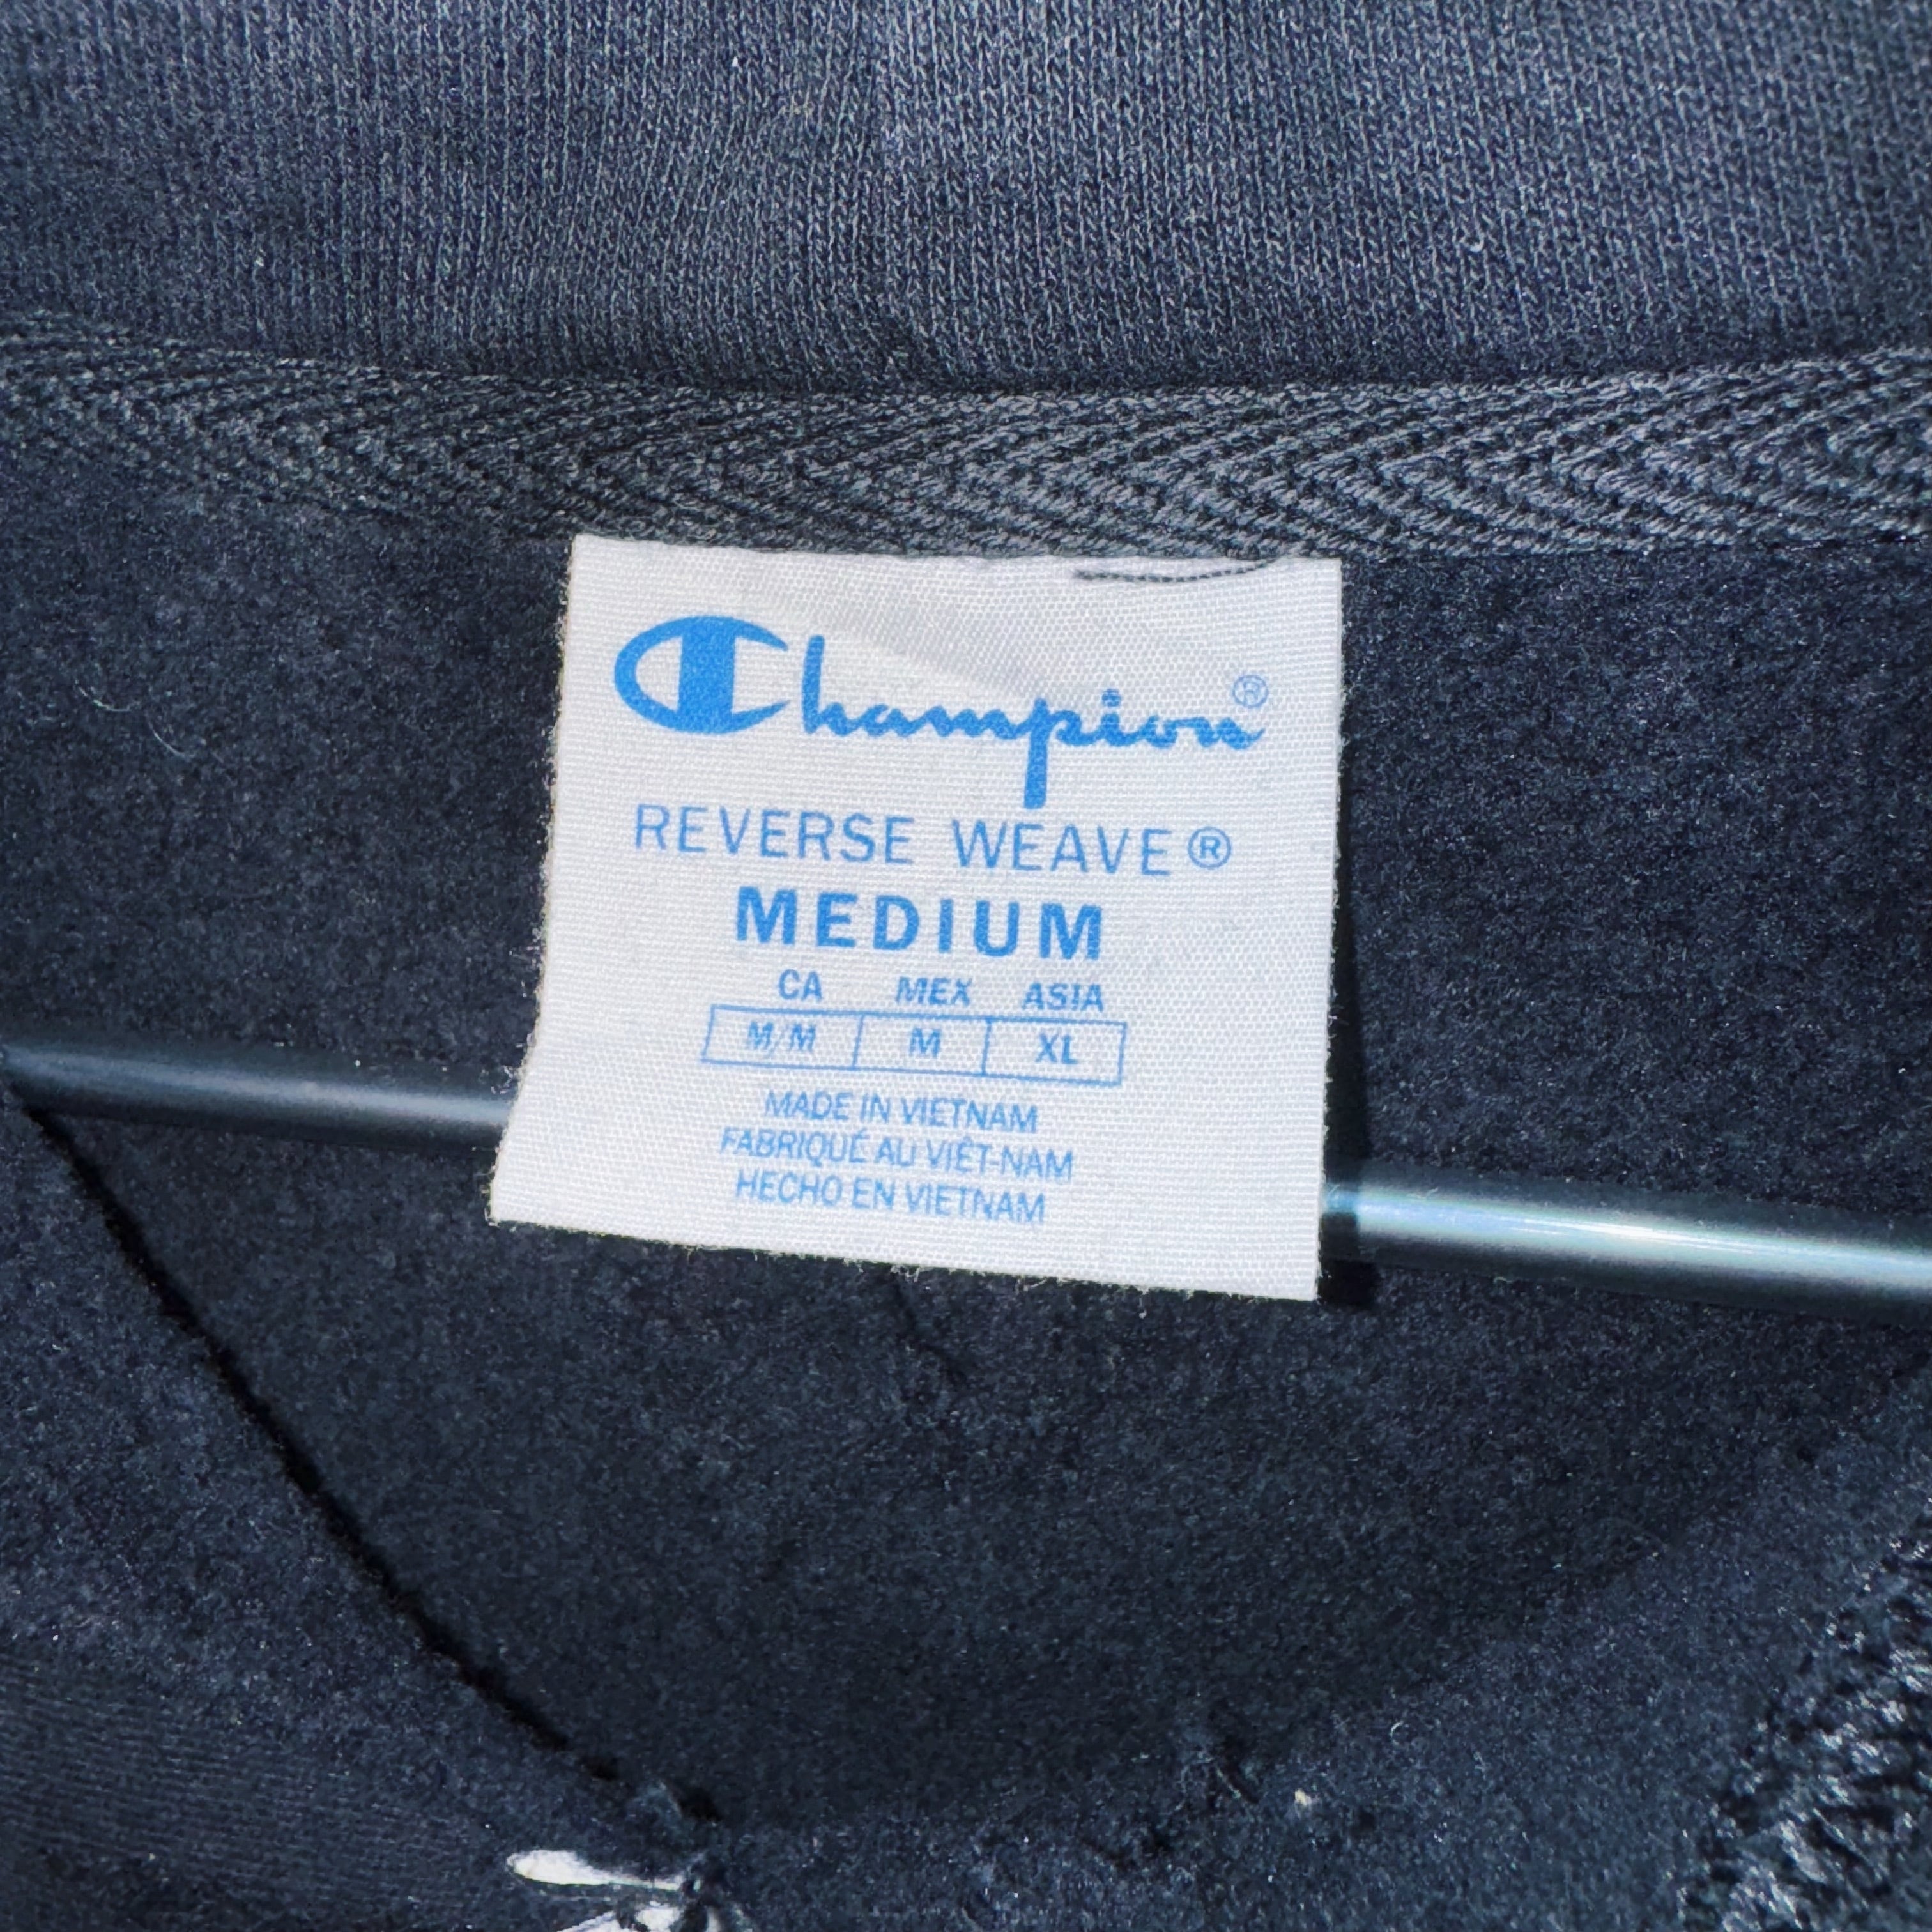 Champion®
REVERSE WEAVE®
MEDIUM
CA MEX ASIA
M/M M XL
MADE IN VIETNAM
FABRIQUÉ AU VIÊT-NAM
HECHO EN VIETNAM